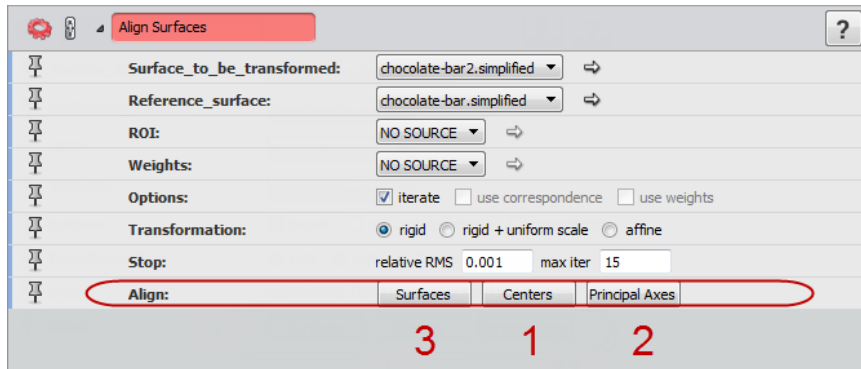 Align Surfaces ?
Surface_to_be_transformed: chocolate-bar2.simplified
Reference_surface: chocolate-bar.simplified
ROI: NO SOURCE
Weights: NO SOURCE
Options: iterate use correspondence use weights
Transformation: rigid rigid + uniform scale affine
Stop: relative RMS 0.001 max iter 15
Align: Surfaces Centers Principal Axes
3 1 2